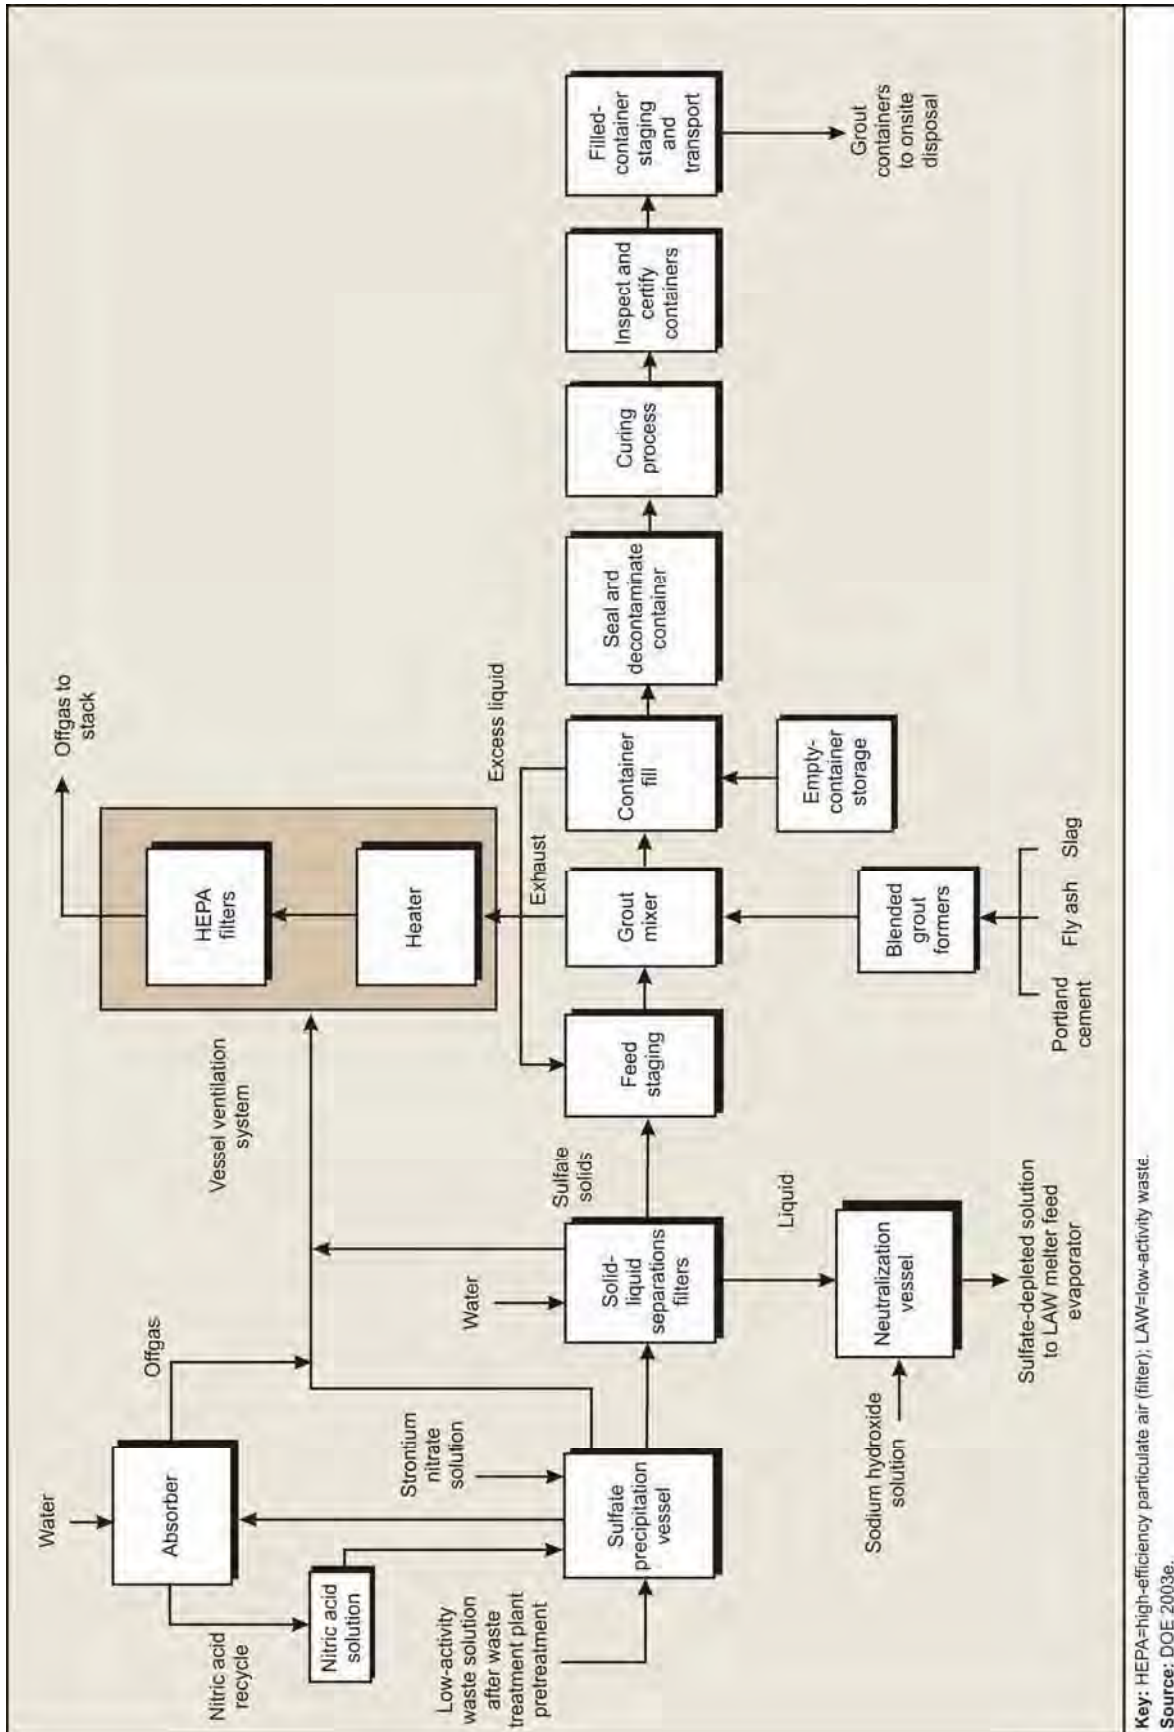 Water
Absorber
Offgas
Nitric acid
recycle
Nitric acid
solution
Strontium
nitrate
solution
Low-activity
waste solution
after waste
treatment plant
pretreatment
Sulfate
precipitation
vessel
Water
Solid-
liquid
separations
filters
Sulfate
solids
Liquid
Sodium hydroxide
solution
Neutralization
vessel
Sulfate-depleted solution
to LAW melter feed
evaporator
Vessel ventilation
system
Offgas to
stack
HEPA
filters
Heater
Exhaust
Excess liquid
Feed
staging
Grout
mixer
Container
fill
Seal and
decontaminate
container
Curing
process
Inspect and
certify
containers
Filled-
container
staging
and
transport
Grout
containers
to onsite
disposal
Empty-
container
storage
Blended
grout
formers
Portland
cement
Fly ash
Slag
Key: HEPA=high-efficiency particulate air (filter); LAW=low-activity waste.
Source: DOE 2003e.